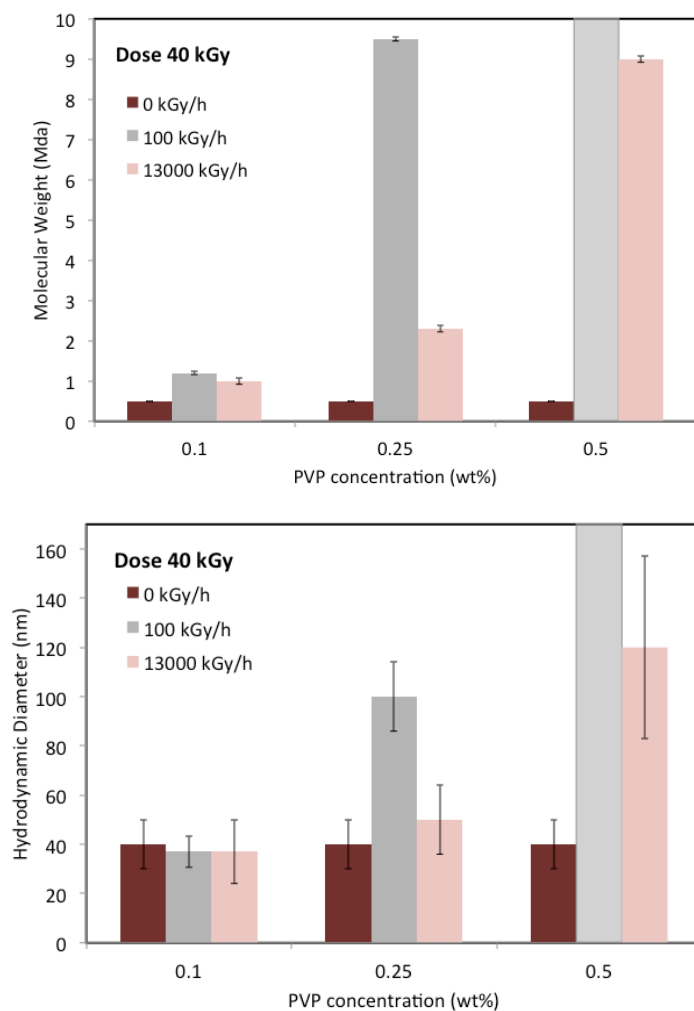 10
9
8
7
6
5
4
3
2
1
0
Molecular Weight (Mda)
Dose 40 kGy
0 kGy/h
100 kGy/h
13000 kGy/h
0.1 0.25 0.5
PVP concentration (wt%)
160
140
120
100
80
60
40
20
0
Hydrodynamic Diameter (nm)
Dose 40 kGy
0 kGy/h
100 kGy/h
13000 kGy/h
0.1 0.25 0.5
PVP concentration (wt%)